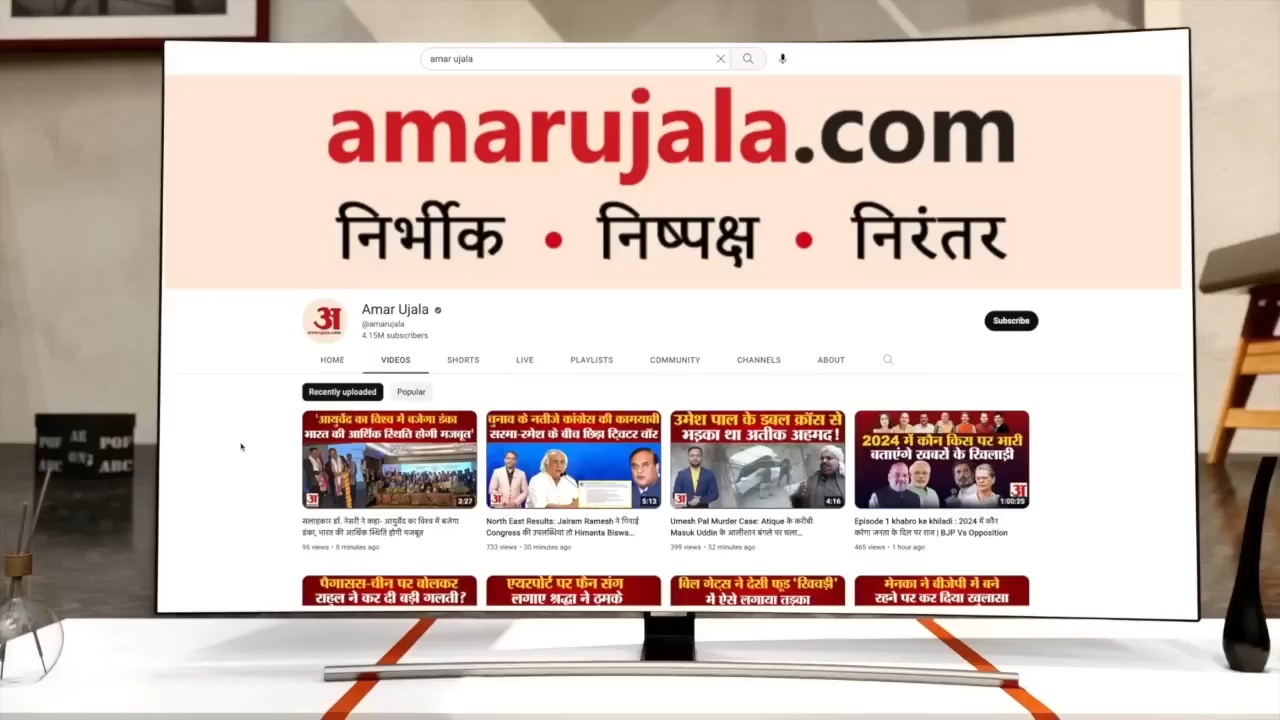 amar ujala
amarujala.com
निर्भीक • निष्पक्ष • निरंतर
अ
amarujala.com
Amar Ujala
@amarujala
4.15M subscribers
Subscribe
HOME VIDEOS SHORTS LIVE PLAYLISTS COMMUNITY CHANNELS ABOUT
Recently uploaded Popular
'आयुर्वेद का विश्व में बजेगा डंका
भारत की आर्थिक स्थिति होगी मजबूत'
अ
3:27
सलाहकार डॉ. नेसरी ने कहा- आयुर्वेद का विश्व में बजेगा
डंका, भारत की आर्थिक स्थिति होगी मजबूत
96 views • 8 minutes ago
चुनाव के नतीजे कांग्रेस की कामयाबी
सरमा-रमेश के बीच छिड़ा ट्विटर वॉर
अ
5:13
North East Results: Jairam Ramesh ने गिनाई
Congress की उपलब्धियां तो Himanta Biswa...
733 views • 30 minutes ago
उमेश पाल के डबल क्रॉस से
भड़का था अतीक अहमद!
अ
4:16
Umesh Pal Murder Case: Atique के करीबी
Masuk Uddin के आलीशान बंगले पर चला...
399 views • 52 minutes ago
2024 में कौन किस पर भारी
बताएंगे खबरों के खिलाड़ी
अ
1:00:25
Episode 1 khabro ke khiladi : 2024 में कौन
करेगा जनता के दिल पर राज | BJP Vs Opposition
465 views • 1 hour ago
पैगासस-चीन पर बोलकर
राहुल ने कर दी बड़ी गलती?
एयरपोर्ट पर फैन संग
लगाए श्रद्धा ने ठुमके
बिल गेट्स ने देसी फूड 'खिचड़ी'
में ऐसे लगाया तड़का
मेनका ने बीजेपी में बने
रहने पर कर दिया खुलासा